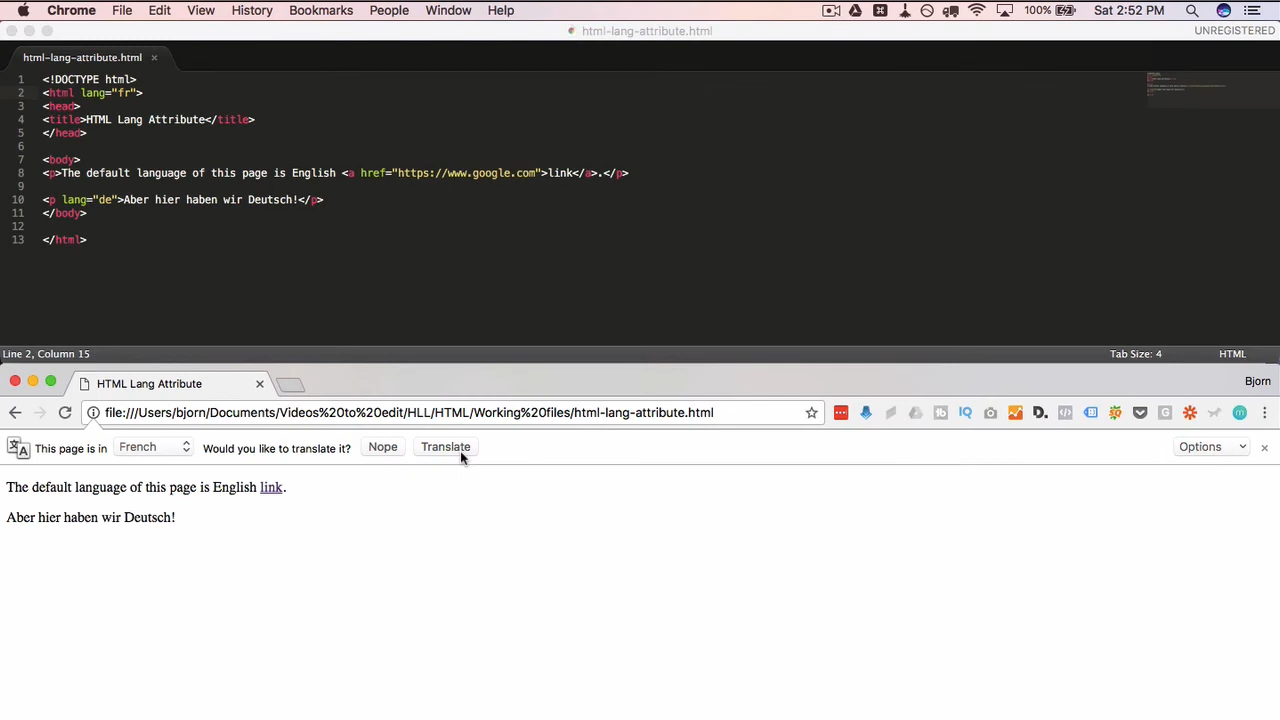 Chrome File Edit View History Bookmarks People Window Help 100% Sat 2:52 PM
html-lang-attribute.html UNREGISTERED
html-lang-attribute.html ×
1 <!DOCTYPE html>
2 <html lang="fr">
3 <head>
4 <title>HTML Lang Attribute</title>
5 </head>
6
7 <body>
8 <p>The default language of this page is English <a href="https://www.google.com">link</a>.</p>
9
10 <p lang="de">Aber hier haben wir Deutsch!</p>
11 </body>
12
13 </html>
Line 2, Column 15 Tab Size: 4 HTML
HTML Lang Attribute × Bjorn
file:///Users/bjorn/Documents/Videos%20to%20edit/HLL/HTML/Working%20files/html-lang-attribute.html
This page is in French Would you like to translate it? Nope Translate Options ×
The default language of this page is English link.
Aber hier haben wir Deutsch!